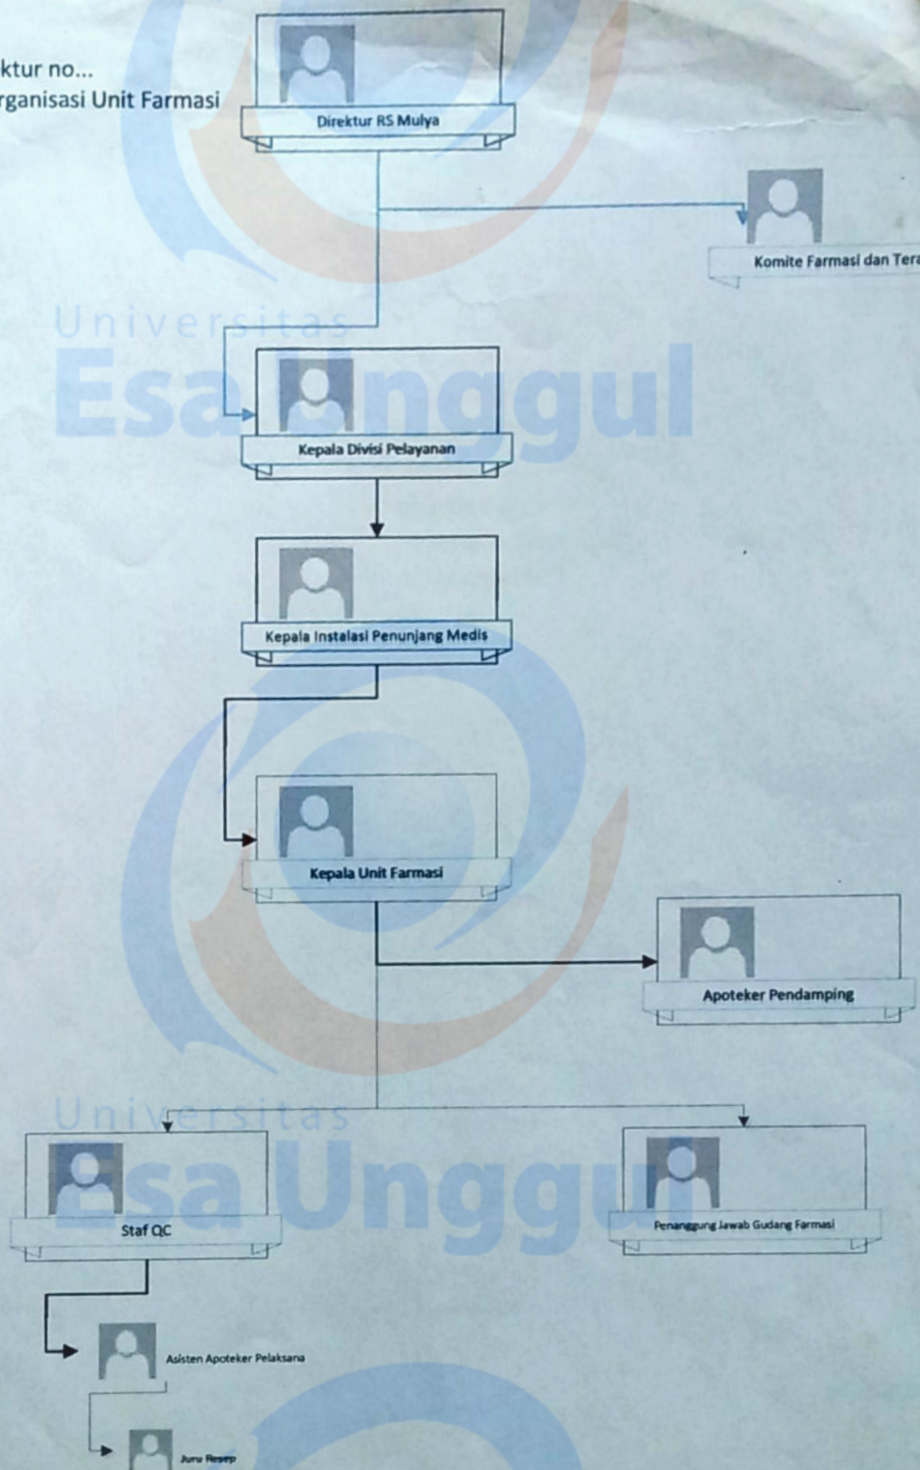 ktur no...
rganisasi Unit Farmasi
Direktur RS Mulya
Komite Farmasi dan Tera
Universitas
Esa Unggul
Kepala Divisi Pelayanan
Kepala Instalasi Penunjang Medis
Kepala Unit Farmasi
Apoteker Pendamping
Universitas
Esa Unggul
Staf QC
Penanggung Jawab Gudang Farmasi
Asisten Apoteker Pelaksana
Juru Resep